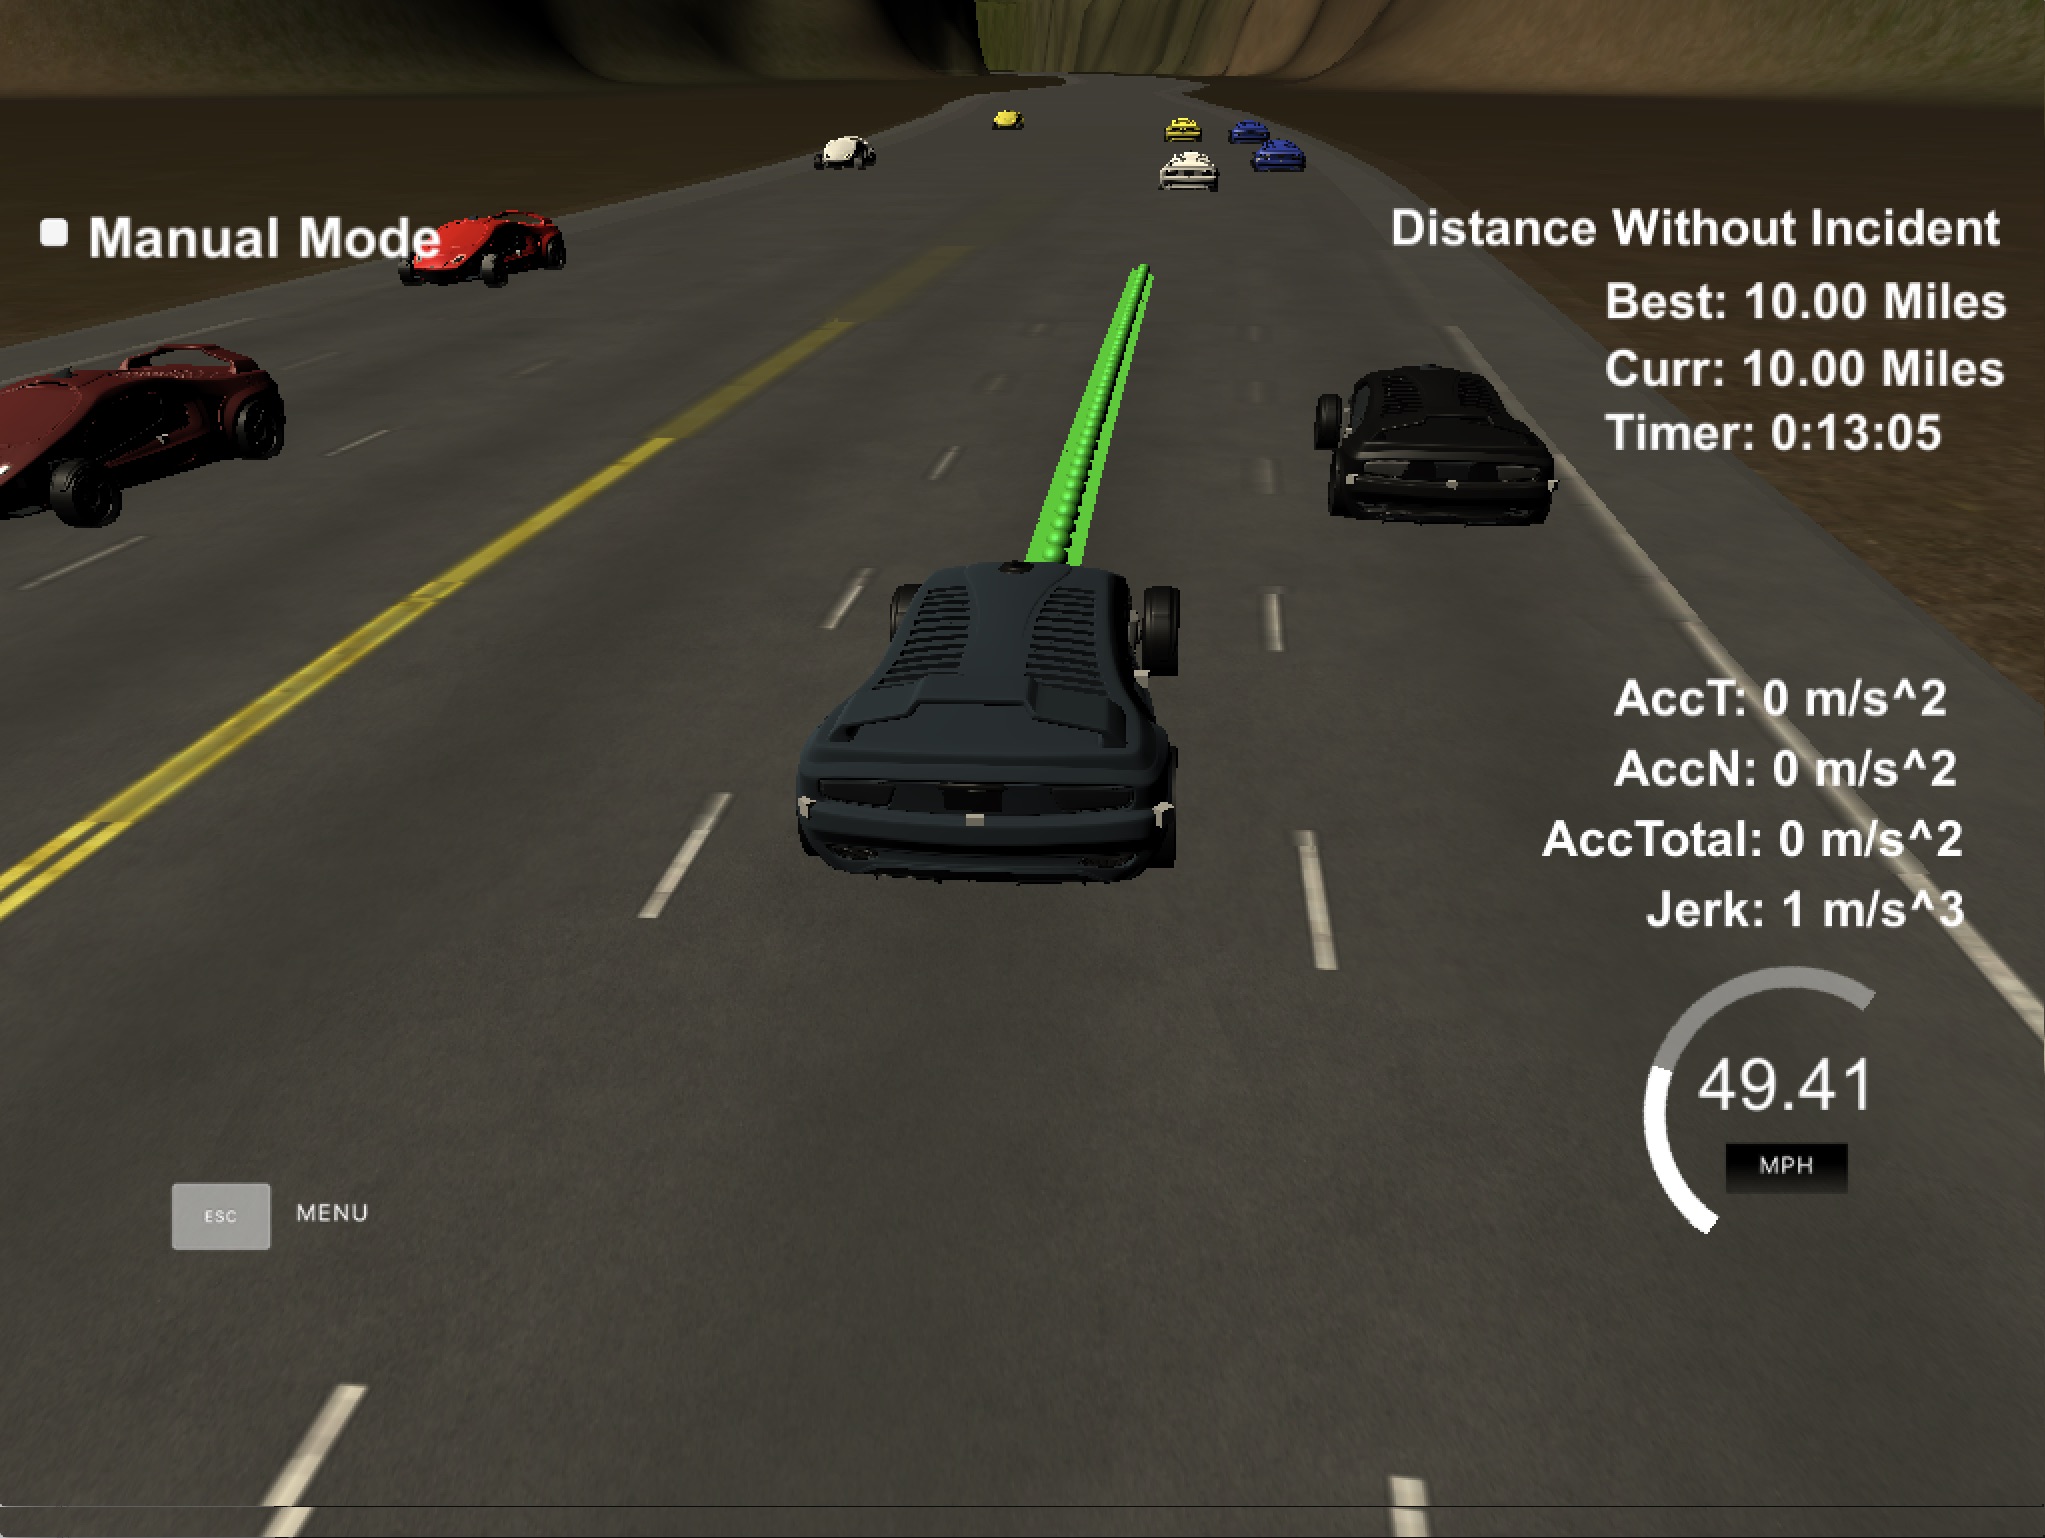 Manual Mode
Distance Without Incident
Best: 10.00 Miles
Curr: 10.00 Miles
Timer: 0:13:05
AccT: 0 m/s^2
AccN: 0 m/s^2
AccTotal: 0 m/s^2
Jerk: 1 m/s^3
49.41
MPH
ESC MENU